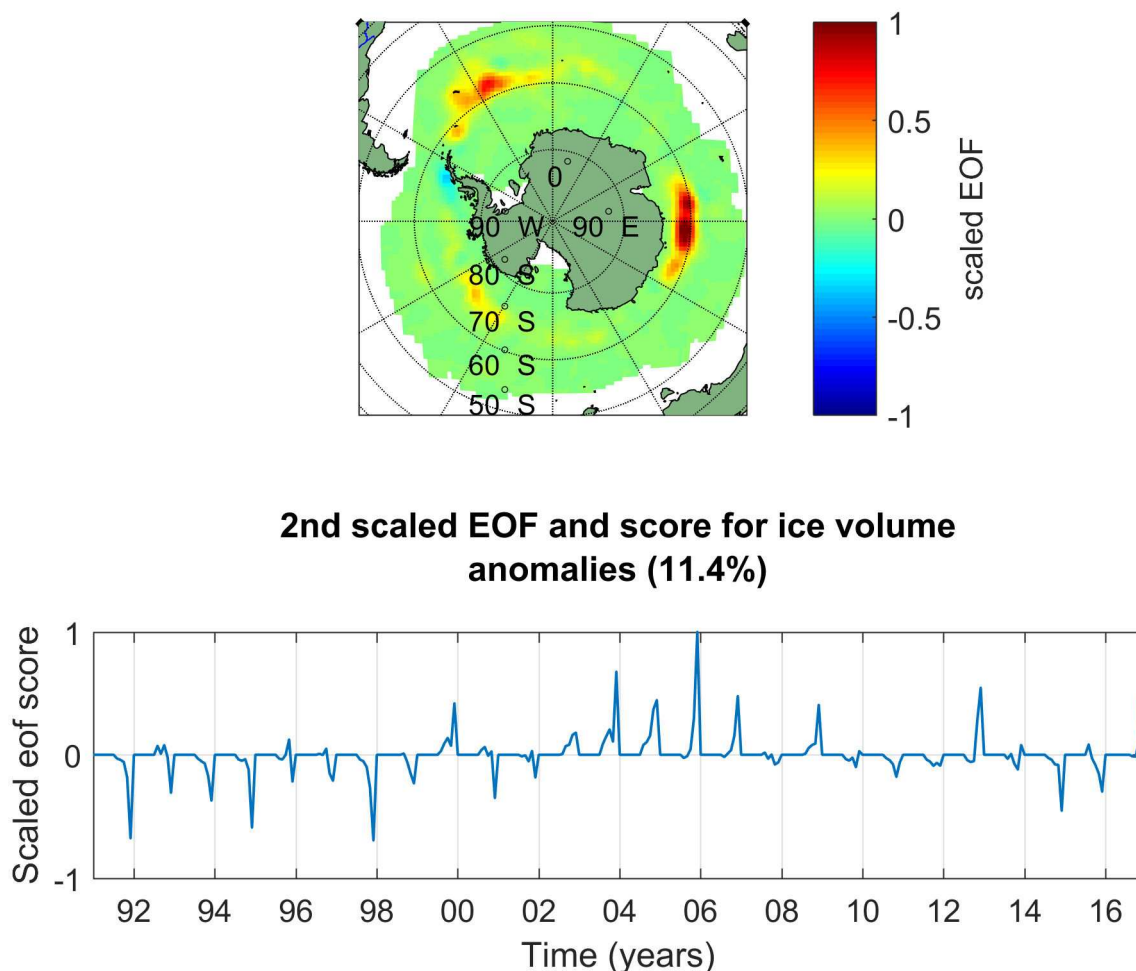 1
0.5
0
-0.5
-1
scaled EOF
0
90 W 90 E
80 S
70 S
60 S
50 S
2nd scaled EOF and score for ice volume
anomalies (11.4%)
Scaled eof score
1
0
-1
92 94 96 98 00 02 04 06 08 10 12 14 16
Time (years)